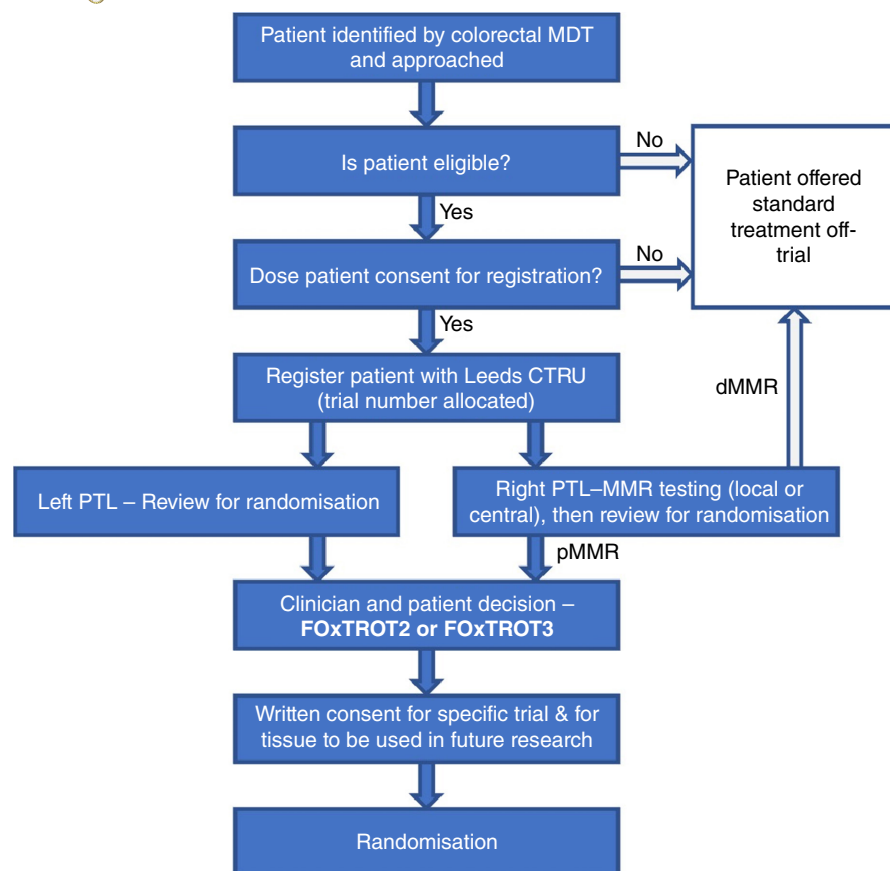 Patient identified by colorectal MDT
and approached
Is patient eligible?
No
Patient offered
standard
treatment off-
trial
Yes
Dose patient consent for registration?
No
Yes
Register patient with Leeds CTRU
(trial number allocated)
dMMR
Left PTL – Review for randomisation
Right PTL–MMR testing (local or
central), then review for randomisation
pMMR
Clinician and patient decision –
FOxTROT2 or FOxTROT3
Written consent for specific trial & for
tissue to be used in future research
Randomisation